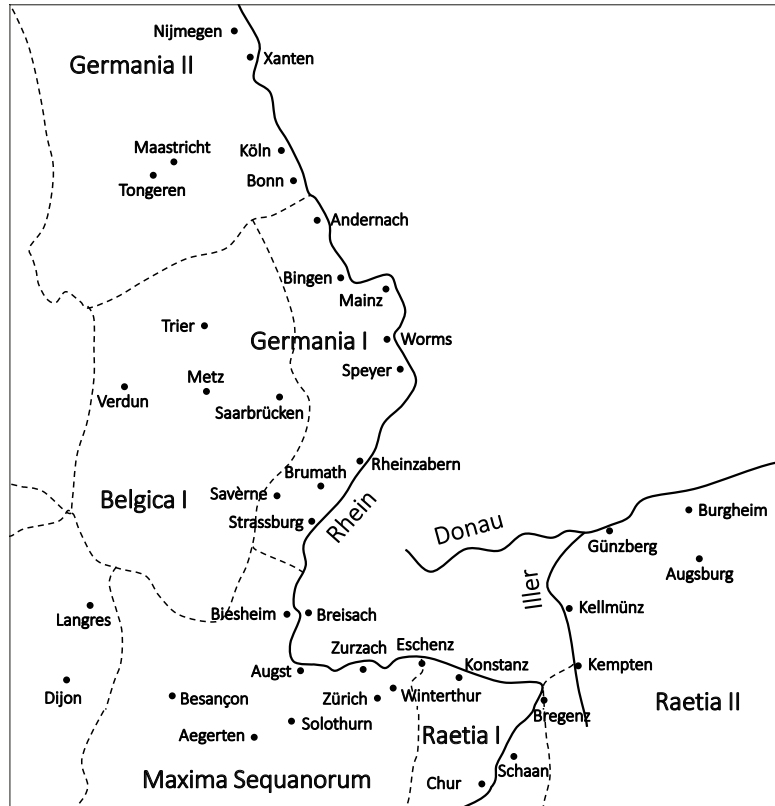 Nijmegen
Germania II
Xanten
Maastricht
Köln
Tongeren
Bonn
Andernach
Bingen
Mainz
Trier
Germania I
Worms
Metz
Speyer
Verdun
Saarbrücken
Rheinzabern
Brumath
Belgica I
Savèrne
Rhein
Strassburg
Donau
Burgheim
Günzberg
Augsburg
Iller
Langres
Biesheim
Breisach
Kellmünz
Zurzach
Eschenz
Augst
Konstanz
Kempten
Dijon
Besançon
Zürich
Winterthur
Raetia II
Bregenz
Solothurn
Aegerten
Raetia I
Schaan
Maxima Sequanorum
Chur